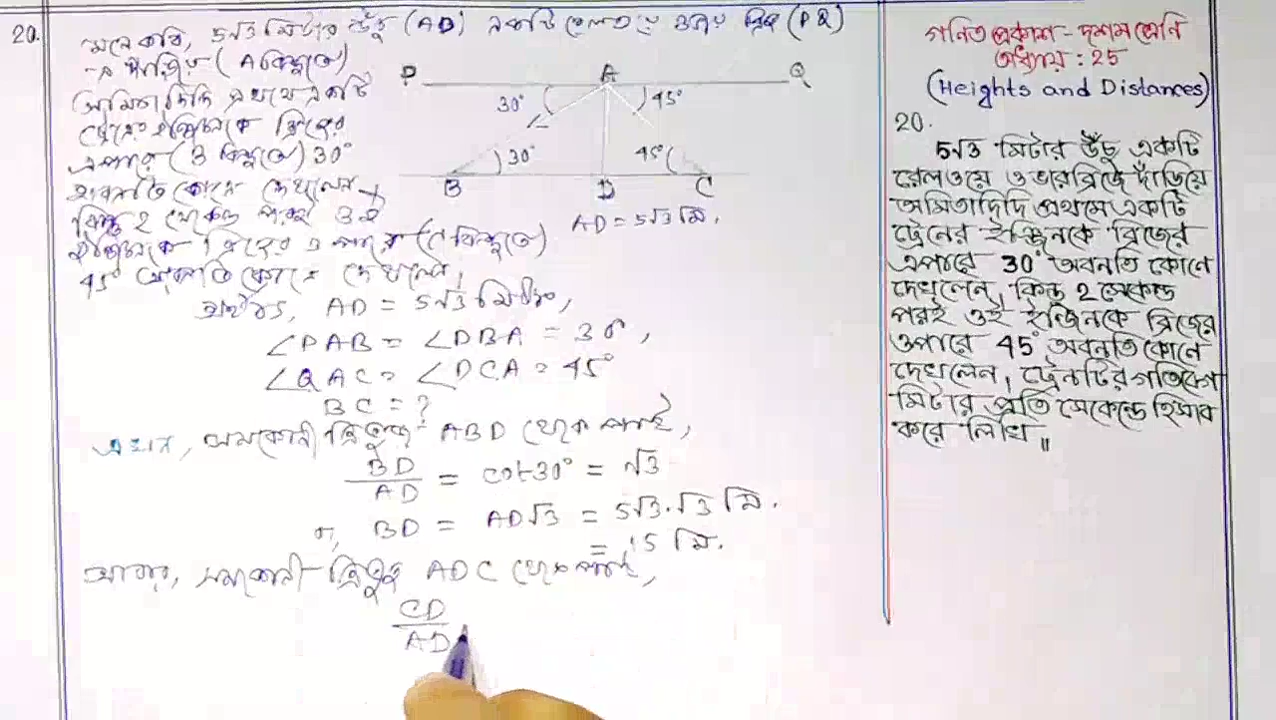 20.
মনে করি, 5√3 মিটার উঁচু (AD) একটি রেলওয়ে ওভার ব্রিজ (PQ)
-এ দাঁড়িয়ে (A বিন্দুতে)
অমিতাদিদি প্রথমে একটি
ট্রেনের ইঞ্জিনকে ব্রিজের
এপারে (B বিন্দুতে) 30°
অবনতি কোণে দেখলেন,
কিন্তু 2 সেকেন্ড পরই ওই
ইঞ্জিনকে ব্রিজের ওপারে (C বিন্দুতে)
45° অবনতি কোণে দেখলেন।
P A Q
30° 45°
30° 45°
B D C
AD = 5√3 মি.
অর্থাৎ, AD = 5√3 মিটার,
∠PAB = ∠DBA = 30°,
∠QAC = ∠DCA = 45°
BC = ?
এখন, সমকোণী ত্রিভুজ ABD থেকে পাই,
BD/AD = cot30° = √3
বা, BD = AD√3 = 5√3.√3 মি.
= 15 মি.
আবার, সমকোণী ত্রিভুজ ADC থেকে পাই,
CD/AD
গণিত প্রকাশ - দশম শ্রেণি
অধ্যায় : 25
(Heights and Distances)
20.
5√3 মিটার উঁচু একটি
রেলওয়ে ওভারব্রিজে দাঁড়িয়ে
অমিতাদিদি প্রথমে একটি
ট্রেনের ইঞ্জিনকে ব্রিজের
এপারে 30° অবনতি কোনে
দেখলেন, কিন্তু 2 সেকেন্ড
পরই ওই ইঞ্জিনকে ব্রিজের
ওপারে 45° অবনতি কোনে
দেখলেন, ট্রেনটির গতিবেগ
মিটার প্রতি সেকেন্ডে হিসাব
করে লিখি॥